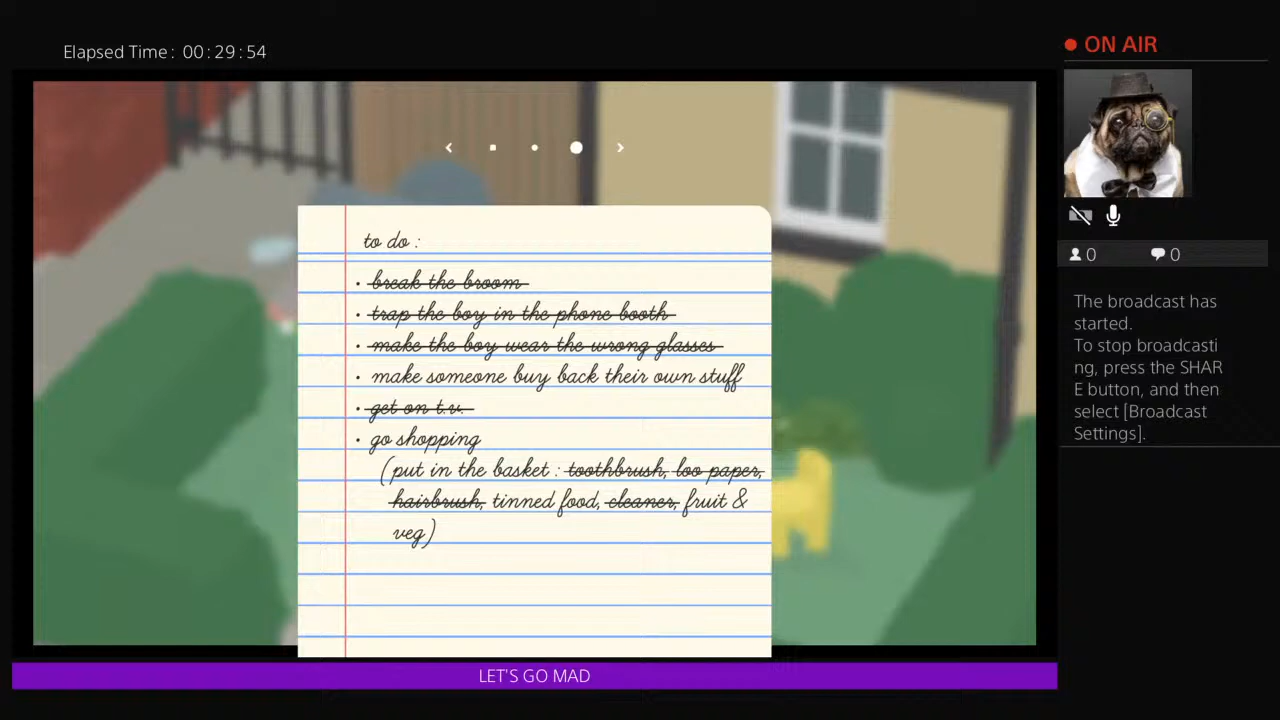 Elapsed Time: 00:29:54
ON AIR
to do :
• break the broom
• trap the boy in the phone booth
• make the boy wear the wrong glasses
• make someone buy back their own stuff
• get on t.v.
• go shopping
(put in the basket : toothbrush, loo paper,
hairbrush, tinned food, cleaner, fruit &
veg)
0 0
The broadcast has
started.
To stop broadcasti
ng, press the SHAR
E button, and then
select [Broadcast
Settings].
LET'S GO MAD